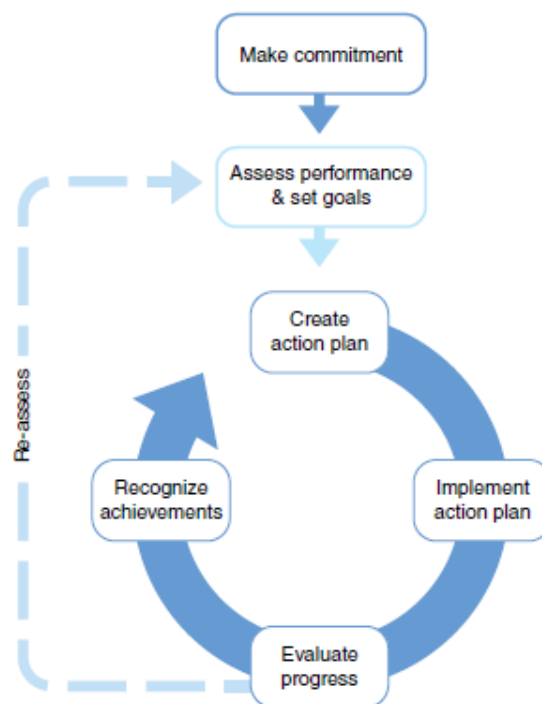 Make commitment
Assess performance
& set goals
Create
action plan
Implement
action plan
Evaluate
progress
Recognize
achievements
Re-assess